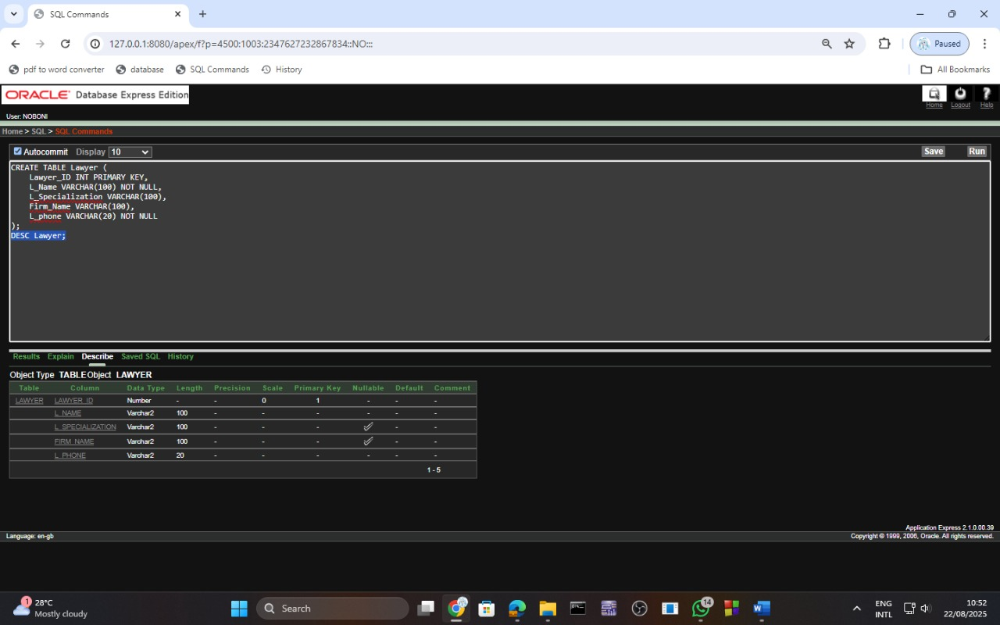 SQL Commands
127.0.0.1:8080/apex/f?p=4500:1003:2347627232867834::NO:::
Paused
pdf to word converter database SQL Commands History
All Bookmarks
ORACLE Database Express Edition
Home Logout Help
User: NOBONI
Home > SQL > SQL Commands
Autocommit Display 10
Save Run
CREATE TABLE Lawyer (
Lawyer_ID INT PRIMARY KEY,
L_Name VARCHAR(100) NOT NULL,
L_Specialization VARCHAR(100),
Firm_Name VARCHAR(100),
L_phone VARCHAR(20) NOT NULL
);
DESC Lawyer;
Results Explain Describe Saved SQL History
Object Type TABLE Object LAWYER
Table Column Data Type Length Precision Scale Primary Key Nullable Default Comment
LAWYER LAWYER_ID Number - - 0 1 - - -
L_NAME Varchar2 100 - - - - - -
L_SPECIALIZATION Varchar2 100 - - - - -
FIRM_NAME Varchar2 100 - - - - -
L_PHONE Varchar2 20 - - - - - -
1 - 5
Application Express 2.1.0.00.39
Language: en-gb
Copyright © 1999, 2006, Oracle. All rights reserved.
1
28°C
Mostly cloudy
Search
14
ENG
INTL
10:52
22/08/2025